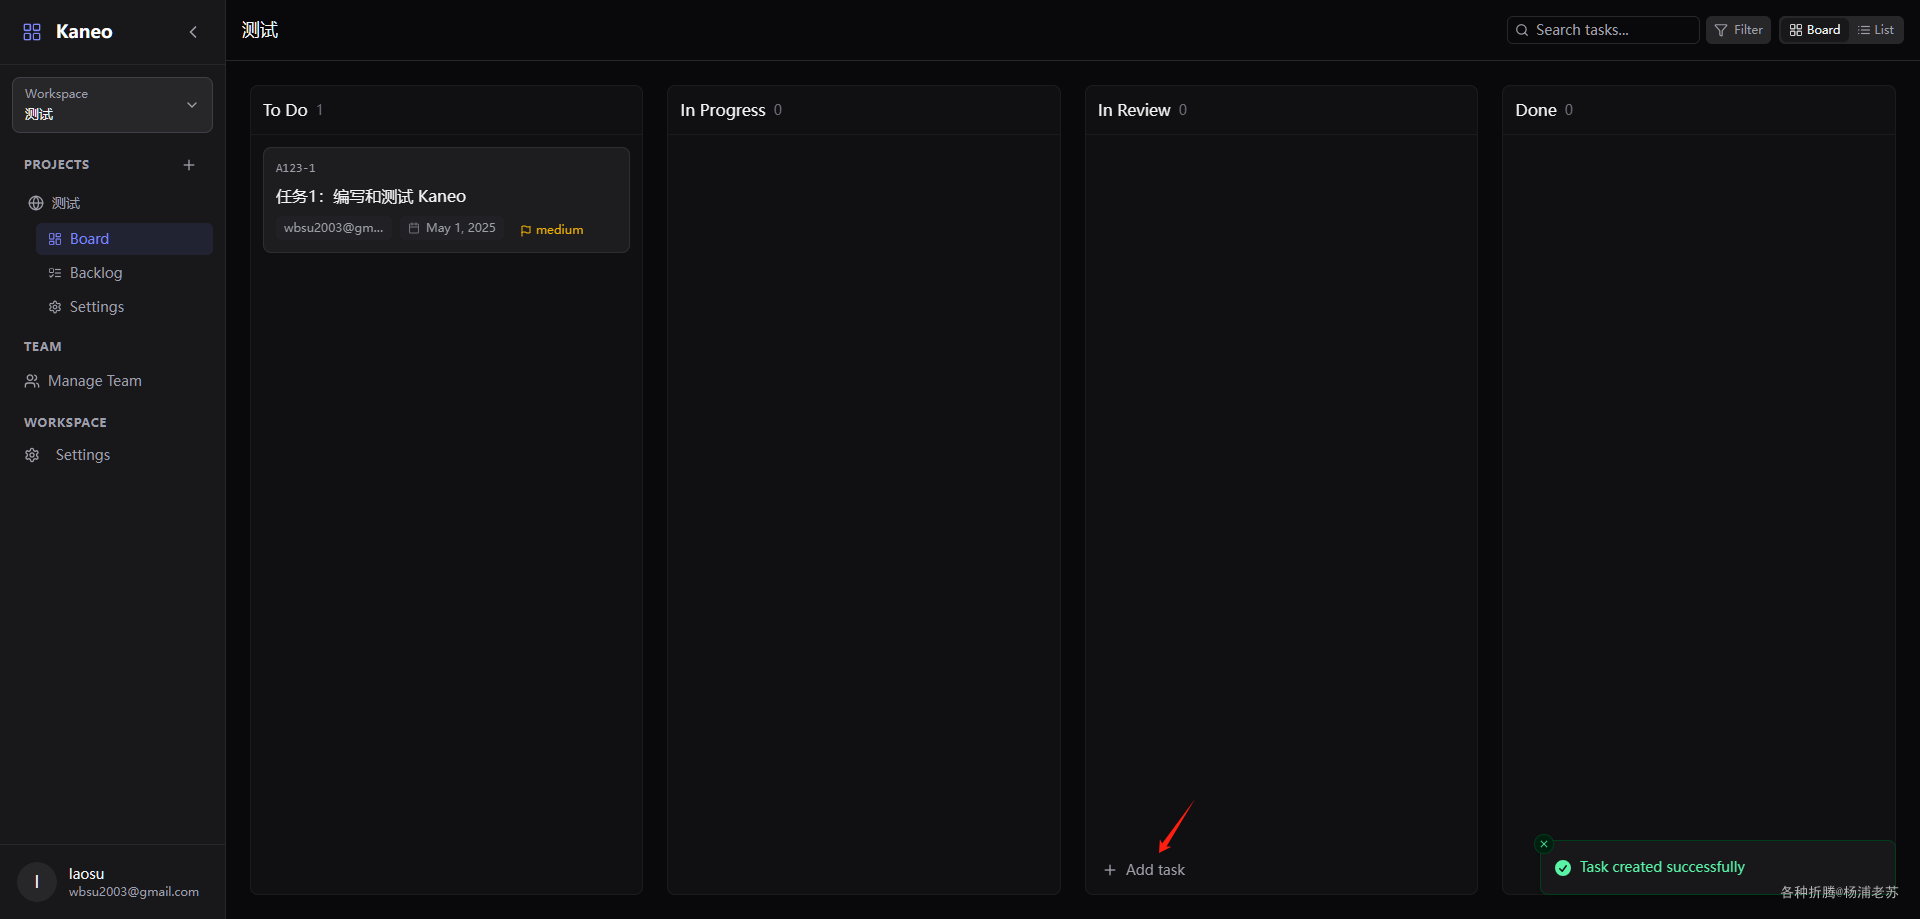 Kaneo
Workspace
测试
PROJECTS
测试
Board
Backlog
Settings
TEAM
Manage Team
WORKSPACE
Settings
l
laosu
wbsu2003@gmail.com
测试
Search tasks...
Filter
Board
List
To Do 1
A123-1
任务1：编写和测试 Kaneo
wbsu2003@gm...
May 1, 2025
medium
In Progress 0
In Review 0
Add task
Done 0
Task created successfully
各种折腾@杨浦老苏